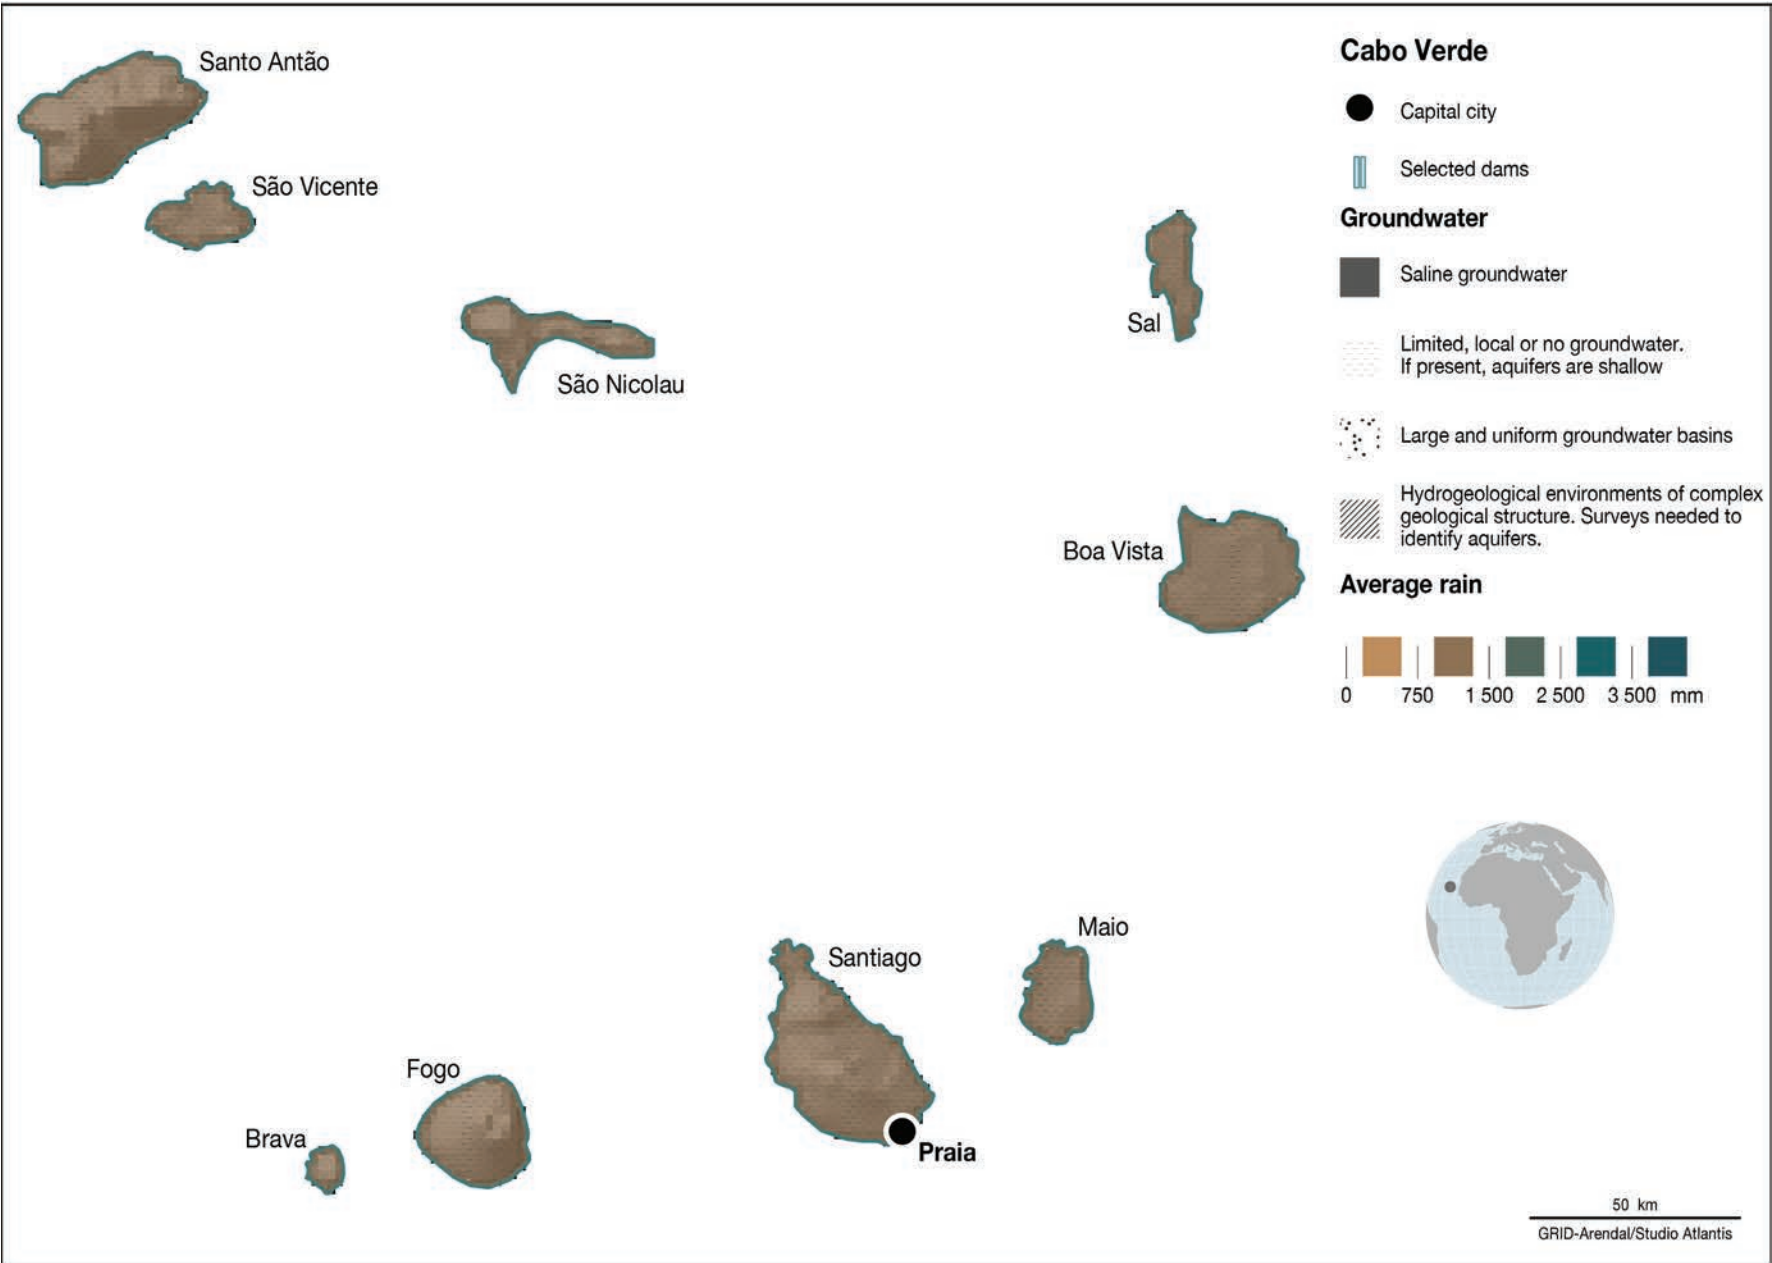 Santo Antão
São Vicente
São Nicolau
Sal
Boa Vista
Maio
Santiago
Praia
Fogo
Brava
Cabo Verde
Capital city
Selected dams
Groundwater
Saline groundwater
Limited, local or no groundwater.
If present, aquifers are shallow
Large and uniform groundwater basins
Hydrogeological environments of complex
geological structure. Surveys needed to
identify aquifers.
Average rain
0 750 1 500 2 500 3 500 mm
50 km
GRID-Arendal/Studio Atlantis